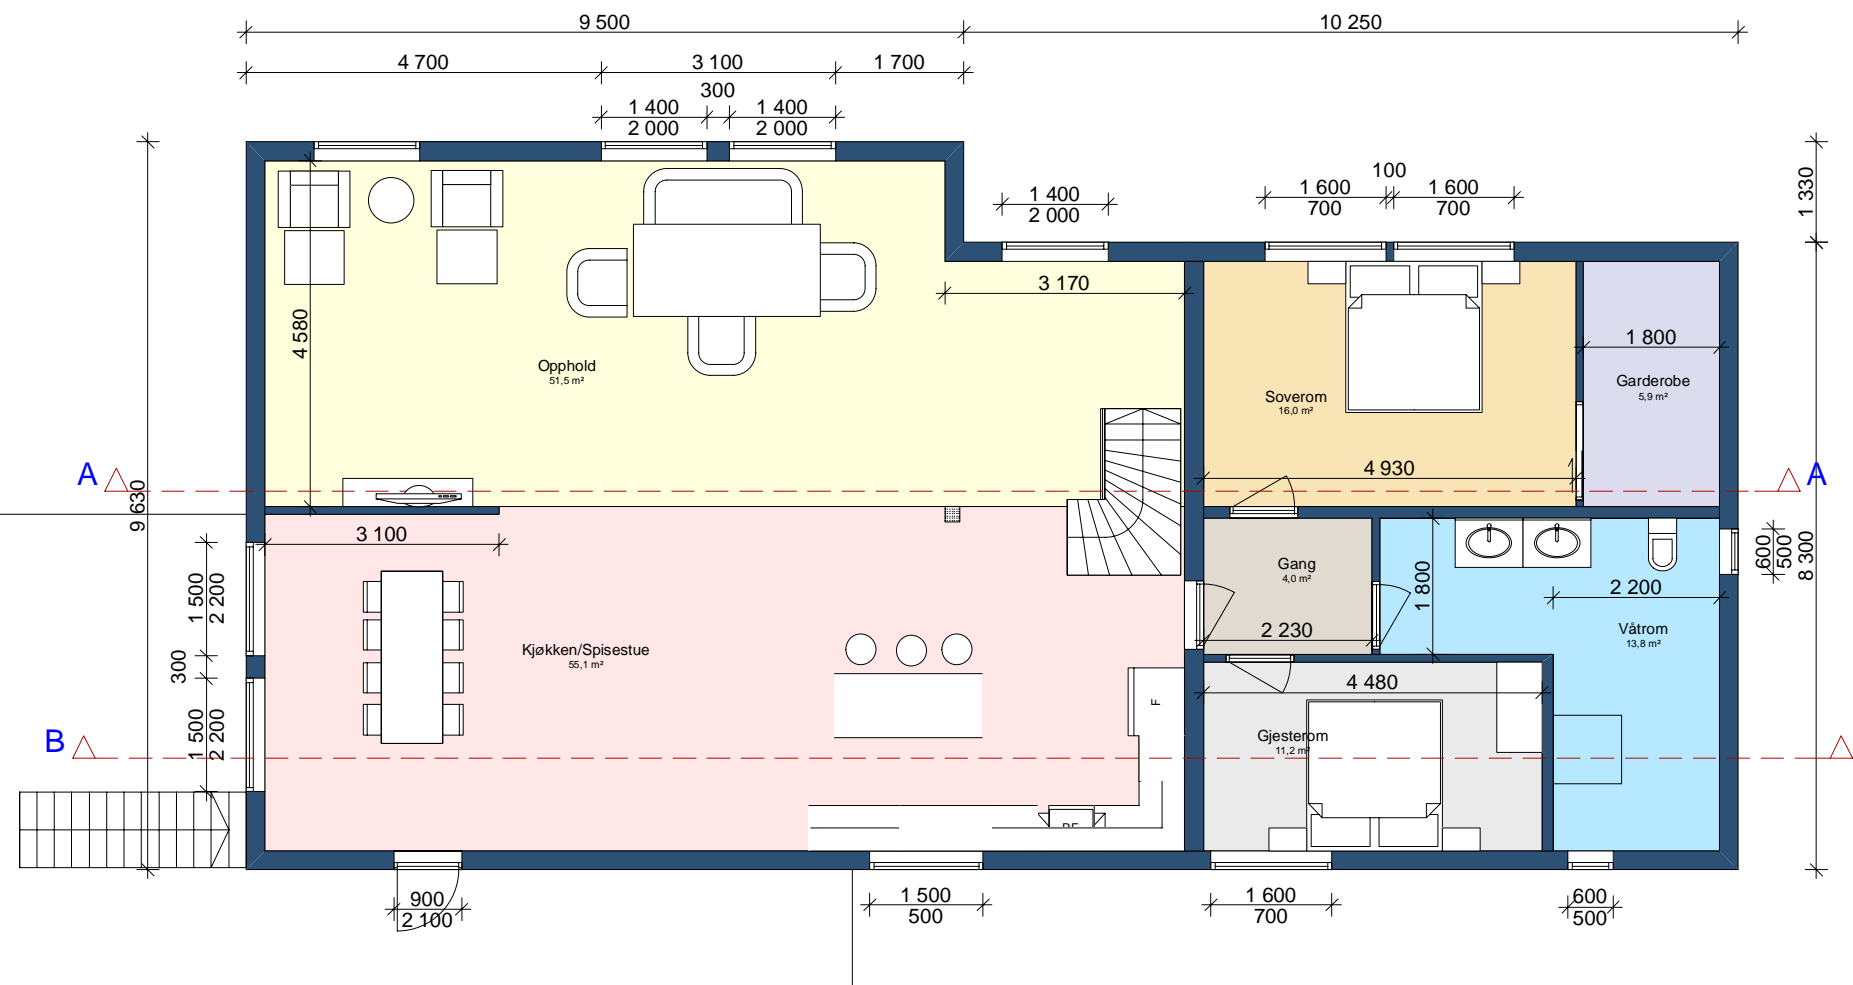 9 500
10 250
4 700
3 100
1 700
300
1 400
2 000
1 400
2 000
1 330
100
1 600
700
1 600
700
1 400
2 000
3 170
4 580
1 800
Opphold
51,5 m²
Soverom
16,0 m²
Garderobe
5,9 m²
A
4 930
A
9 630
3 100
1 500
2 200
300
1 500
2 200
Gang
4,0 m²
1 800
2 230
2 200
600
500
8 300
Våtrom
13,8 m²
Kjøkken/Spisestue
55,1 m²
4 480
F
B
Gjesterom
11,2 m²
900
2 100
1 500
500
1 600
700
600
500